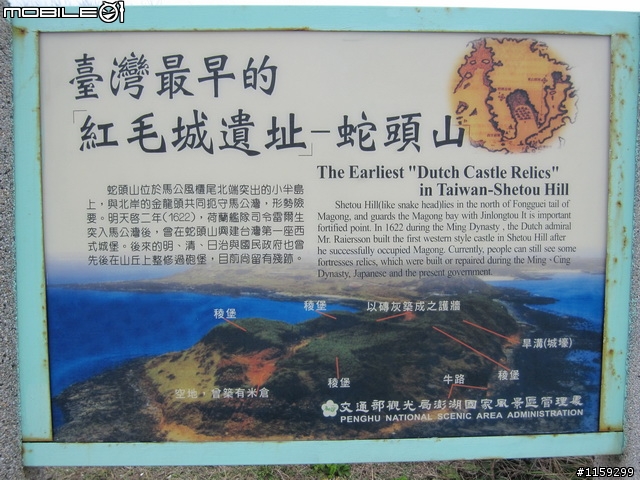 mobile01
臺灣最早的
「紅毛城遺址」-蛇頭山
The Earliest "Dutch Castle Relics"
in Taiwan-Shetou Hill
蛇頭山位於馬公風櫃尾北端突出的小半島
上，與北岸的金龍頭共同扼守馬公灣，形勢險
要。明天啓二年(1622)，荷蘭艦隊司令雷爾生
突入馬公灣後，曾在蛇頭山興建台灣第一座西
式城堡。後來的明、清、日治與國民政府也曾
先後在山丘上整修過砲堡，目前尚留有殘跡。
Shetou Hill(like snake head)lies in the north of Fongguei tail of
Magong, and guards the Magong bay with Jinlongtou It is important
fortified point. In 1622 during the Ming Dynasty , the Dutch admiral
Mr. Raiersson built the first western style castle in Shetou Hill after
he successfully occupied Magong. Currently, people can still see some
fortresses relics, which were built or repaired during the Ming、Cing
Dynasty, Japanese and the present government.
稜堡
稜堡
以磚灰築成之護牆
旱溝(城壕)
稜堡
稜堡
牛路
空地，曾築有米倉
交通部觀光局澎湖國家風景區管理處
PENGHU NATIONAL SCENIC AREA ADMINISTRATION
#1159299